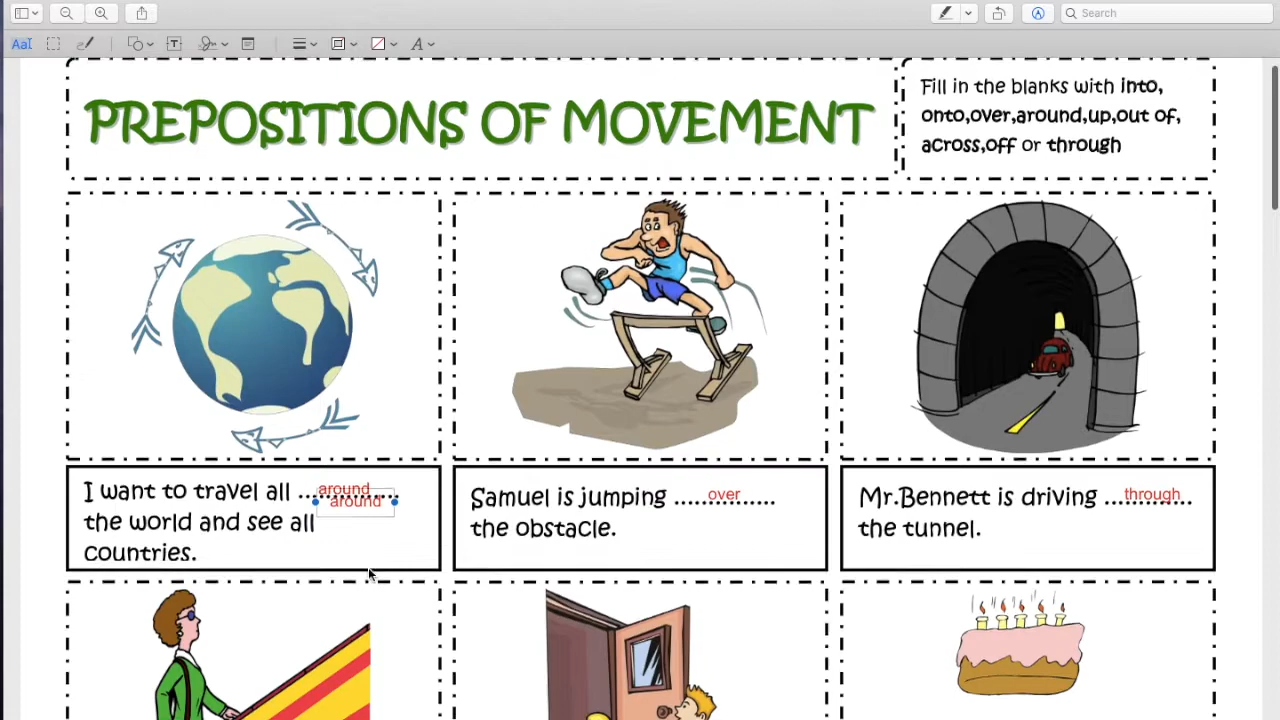 Search
AaI
A
PREPOSITIONS OF MOVEMENT
Fill in the blanks with into,
onto,over,around,up,out of,
across,off or through
I want to travel all ...around...
around
the world and see all
countries.
Samuel is jumping .....over.....
the obstacle.
Mr.Bennett is driving ..through..
the tunnel.